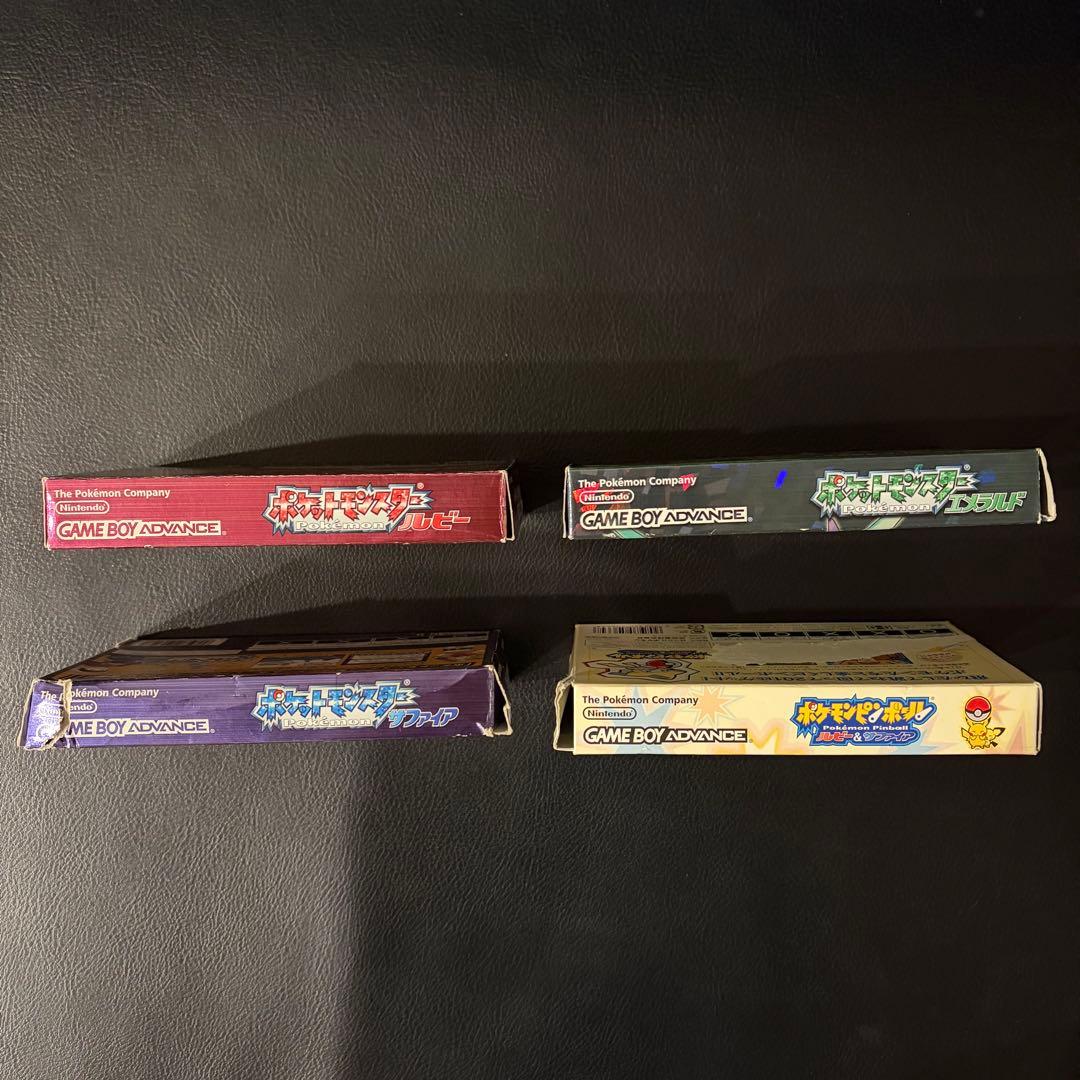 The Pokémon Company
Nintendo
GAME BOY ADVANCE
ポケットモンスター
Pokémon
ルビー
The Pokémon Company
Nintendo
GAME BOY ADVANCE
ポケットモンスター
Pokémon
エメラルド
The Pokémon Company
endo
GAME BOY ADVANCE
ポケットモンスター
Pokémon
サファイア
The Pokémon Company
Nintendo
GAME BOY ADVANCE
ポケモンピンボール
Pokémon Pinball
ルビー&サファイア